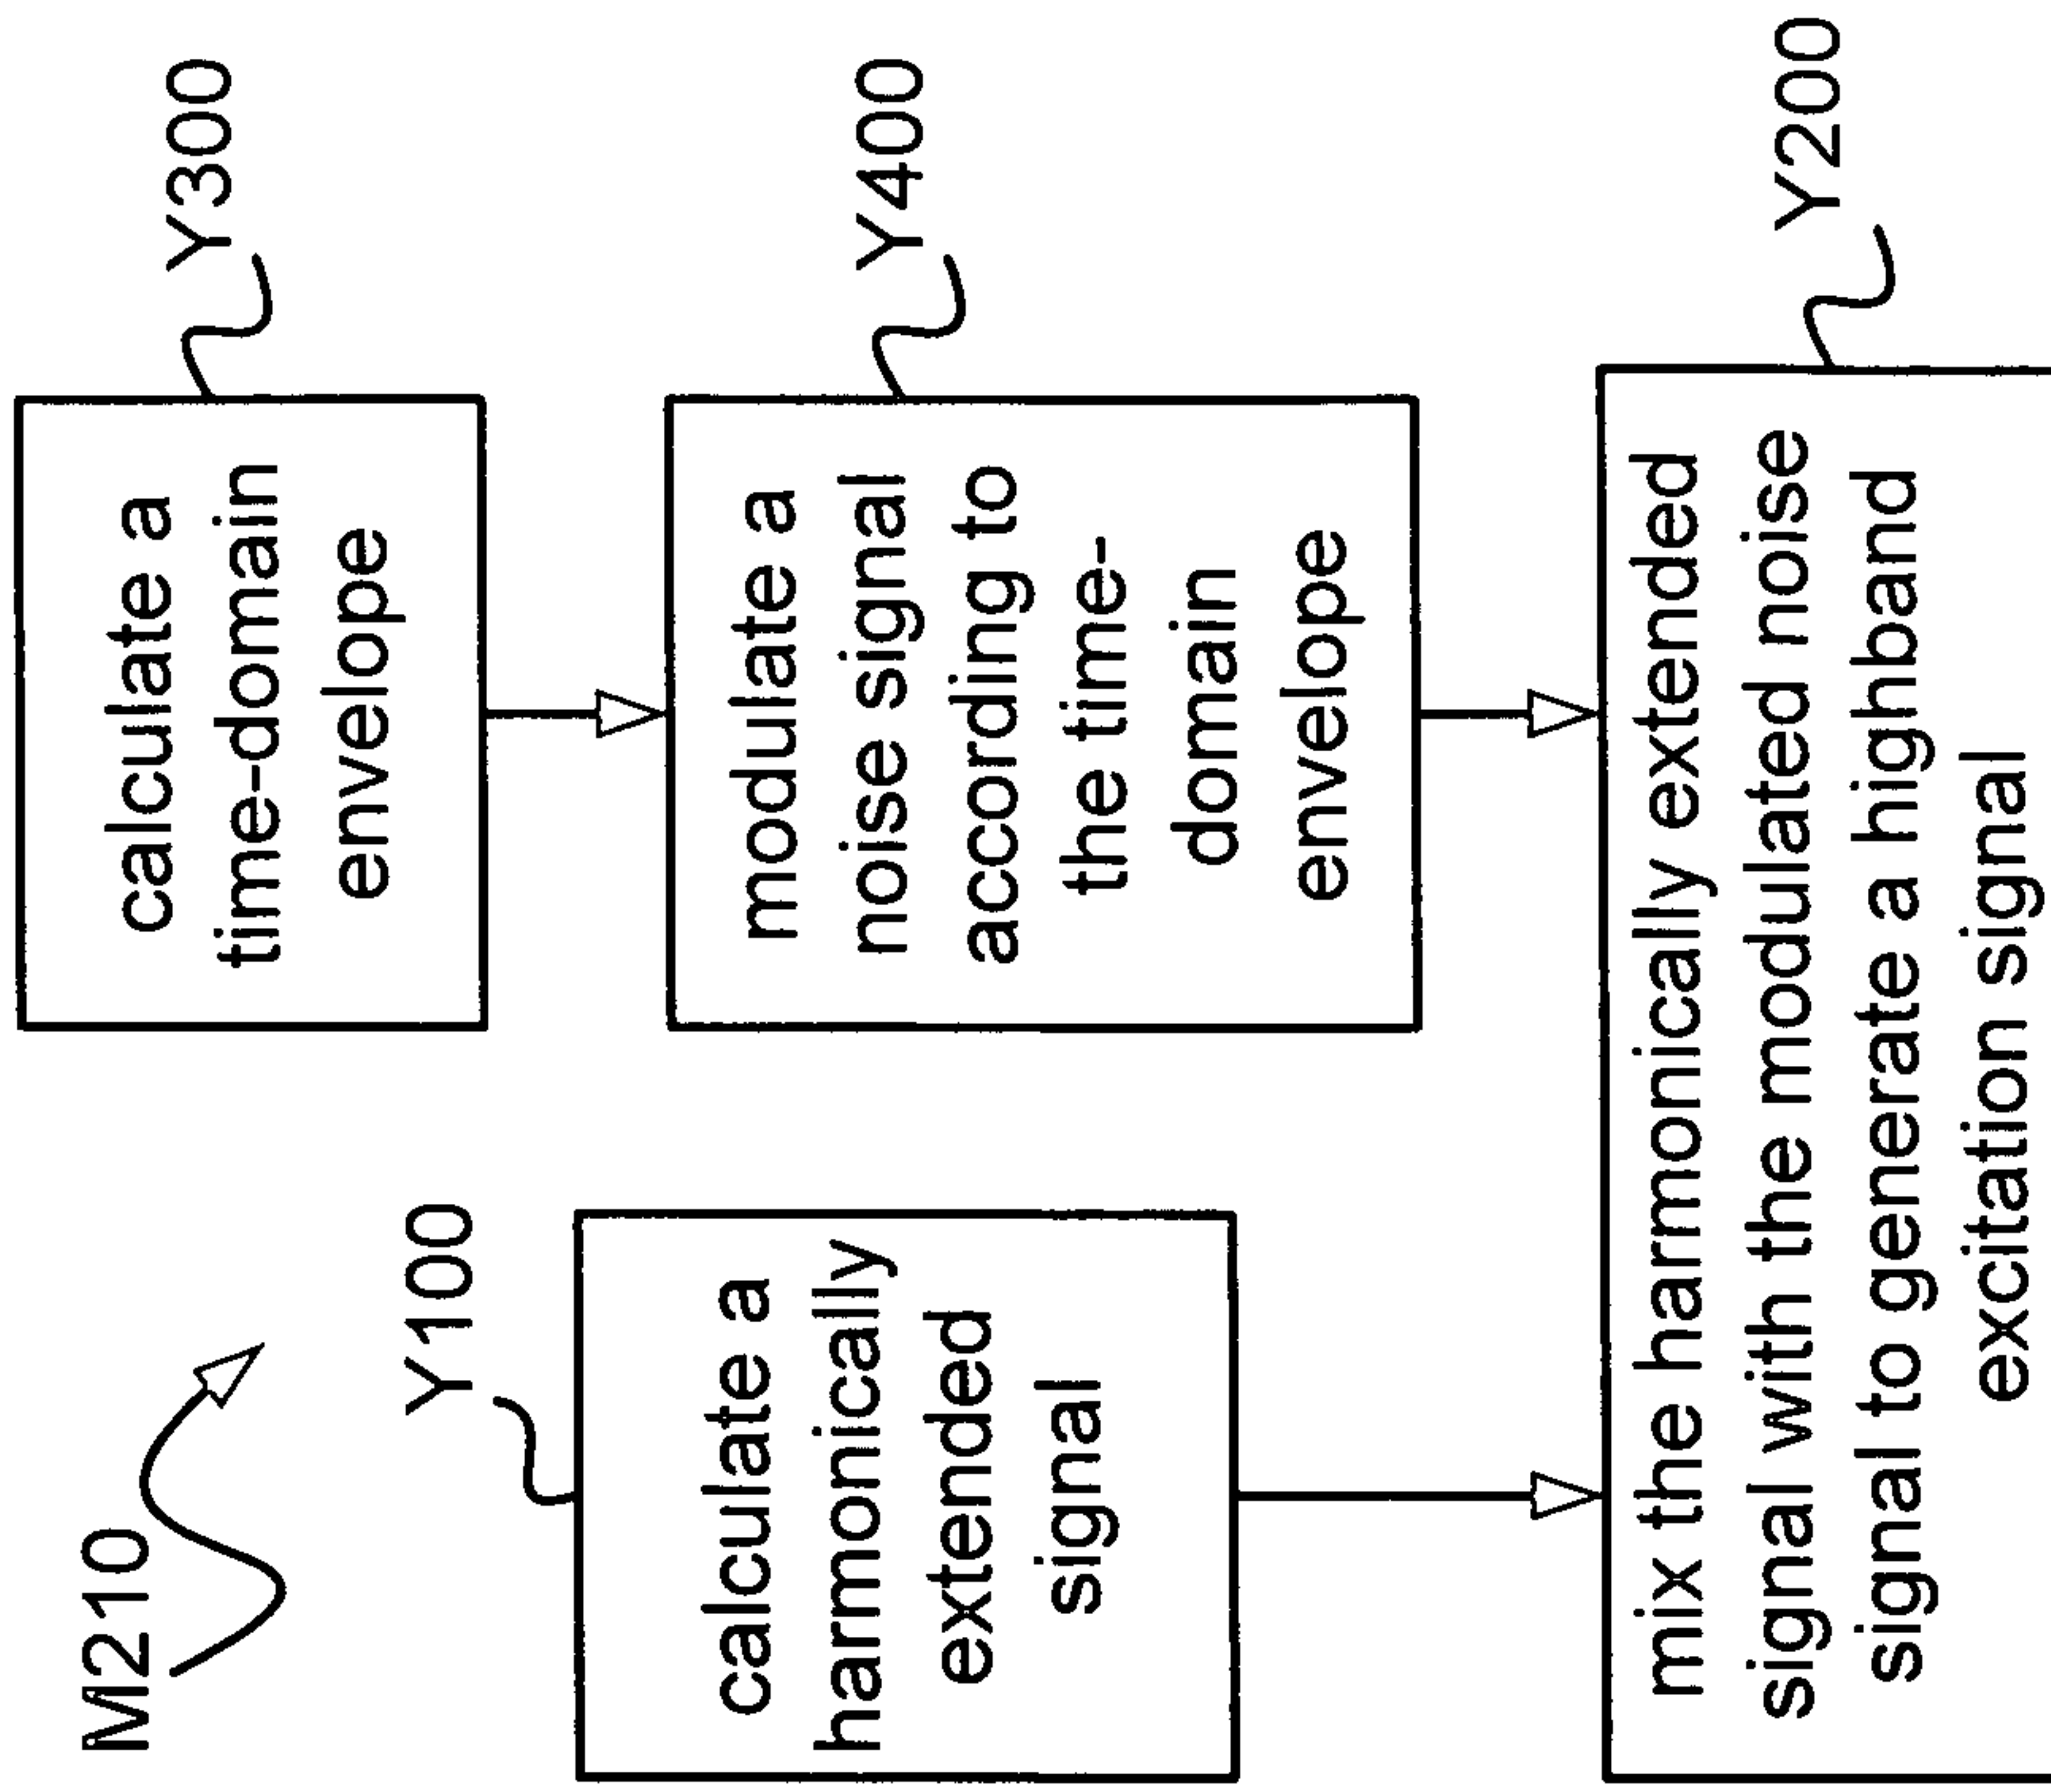 M210
Y100
calculate a
harmonically
extended
signal
Y300
calculate a
time-domain
envelope
Y400
modulate a
noise signal
according to
the time-
domain
envelope
Y200
mix the harmonically extended
signal with the modulated noise
signal to generate a highband
excitation signal